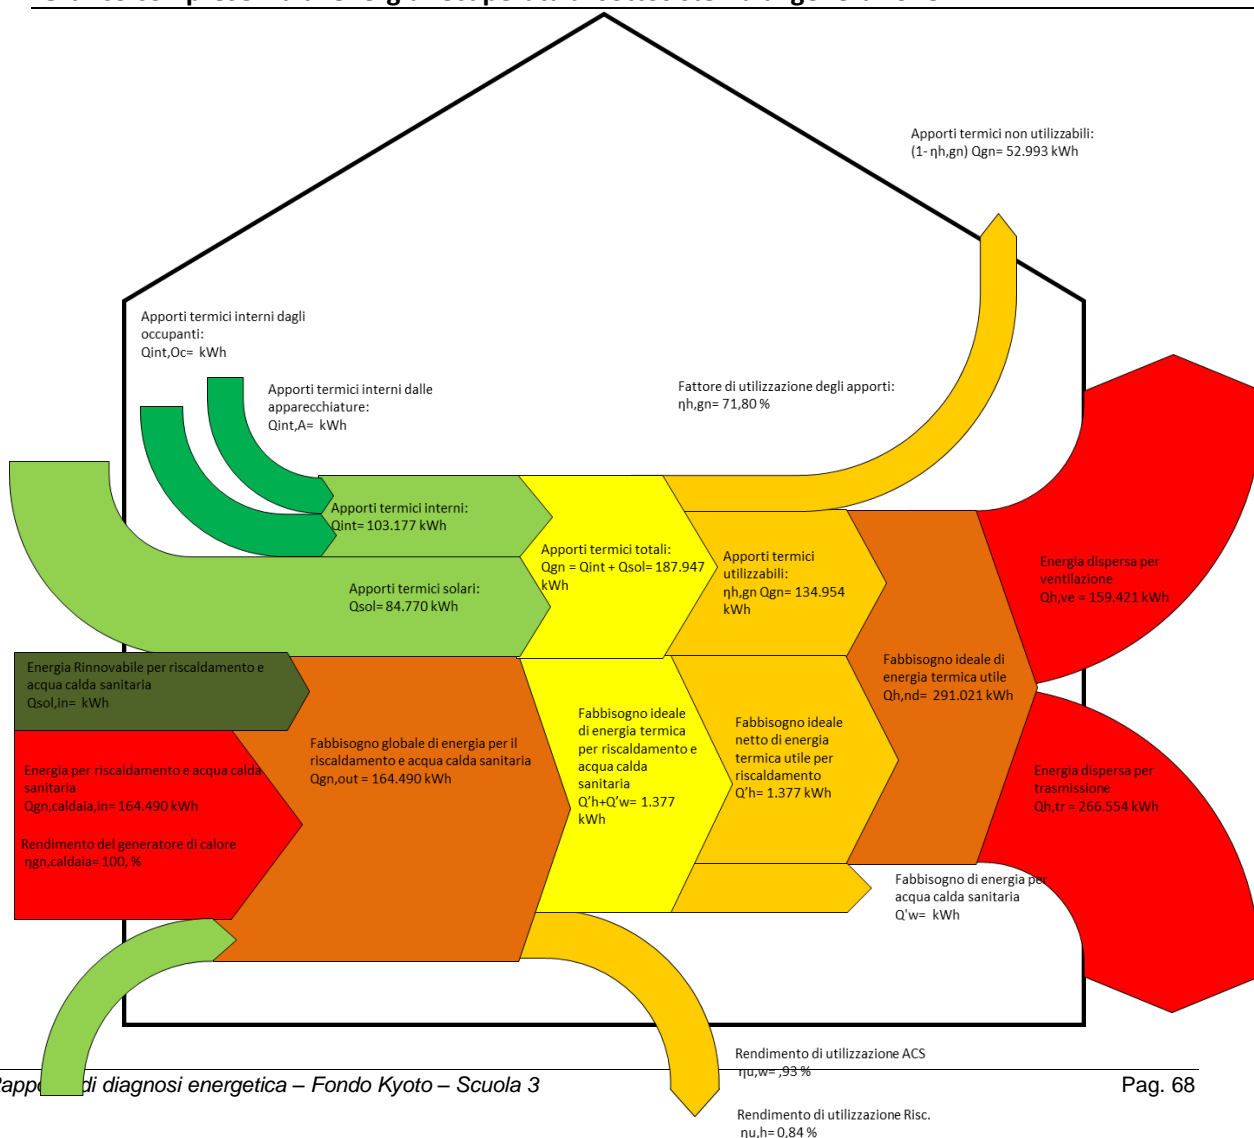 Apporti termici non utilizzabili:
(1- ηh,gn) Qgn= 52.993 kWh
Apporti termici interni dagli
occupanti:
Qint,Oc= kWh
Apporti termici interni dalle
apparecchiature:
Qint,A= kWh
Fattore di utilizzazione degli apporti:
ηh,gn= 71,80 %
Apporti termici interni:
Qint= 103.177 kWh
Apporti termici solari:
Qsol= 84.770 kWh
Apporti termici totali:
Qgn = Qint + Qsol= 187.947
kWh
Apporti termici
utilizzabili:
ηh,gn Qgn= 134.954
kWh
Energia dispersa per
ventilazione
Qh,ve = 159.421 kWh
Energia Rinnovabile per riscaldamento e
acqua calda sanitaria
Qsol,in= kWh
Fabbisogno globale di energia per il
riscaldamento e acqua calda sanitaria
Qgn,out = 164.490 kWh
Fabbisogno ideale
di energia termica
per riscaldamento e
acqua calda
sanitaria
Q’h+Q’w= 1.377
kWh
Fabbisogno ideale
netto di energia
termica utile per
riscaldamento
Q’h= 1.377 kWh
Fabbisogno ideale di
energia termica utile
Qh,nd= 291.021 kWh
Energia per riscaldamento e acqua calda
sanitaria
Qgn,caldaia,in= 164.490 kWh
Rendimento del generatore di calore
ηgn,caldaia= 100, %
Energia dispersa per
trasmissione
Qh,tr = 266.554 kWh
Fabbisogno di energia per
acqua calda sanitaria
Q'w= kWh
Rendimento di utilizzazione ACS
ηu,w= ,93 %
Rendimento di utilizzazione Risc.
ηu,h= 0,84 %
di diagnosi energetica – Fondo Kyoto – Scuola 3
Pag. 68